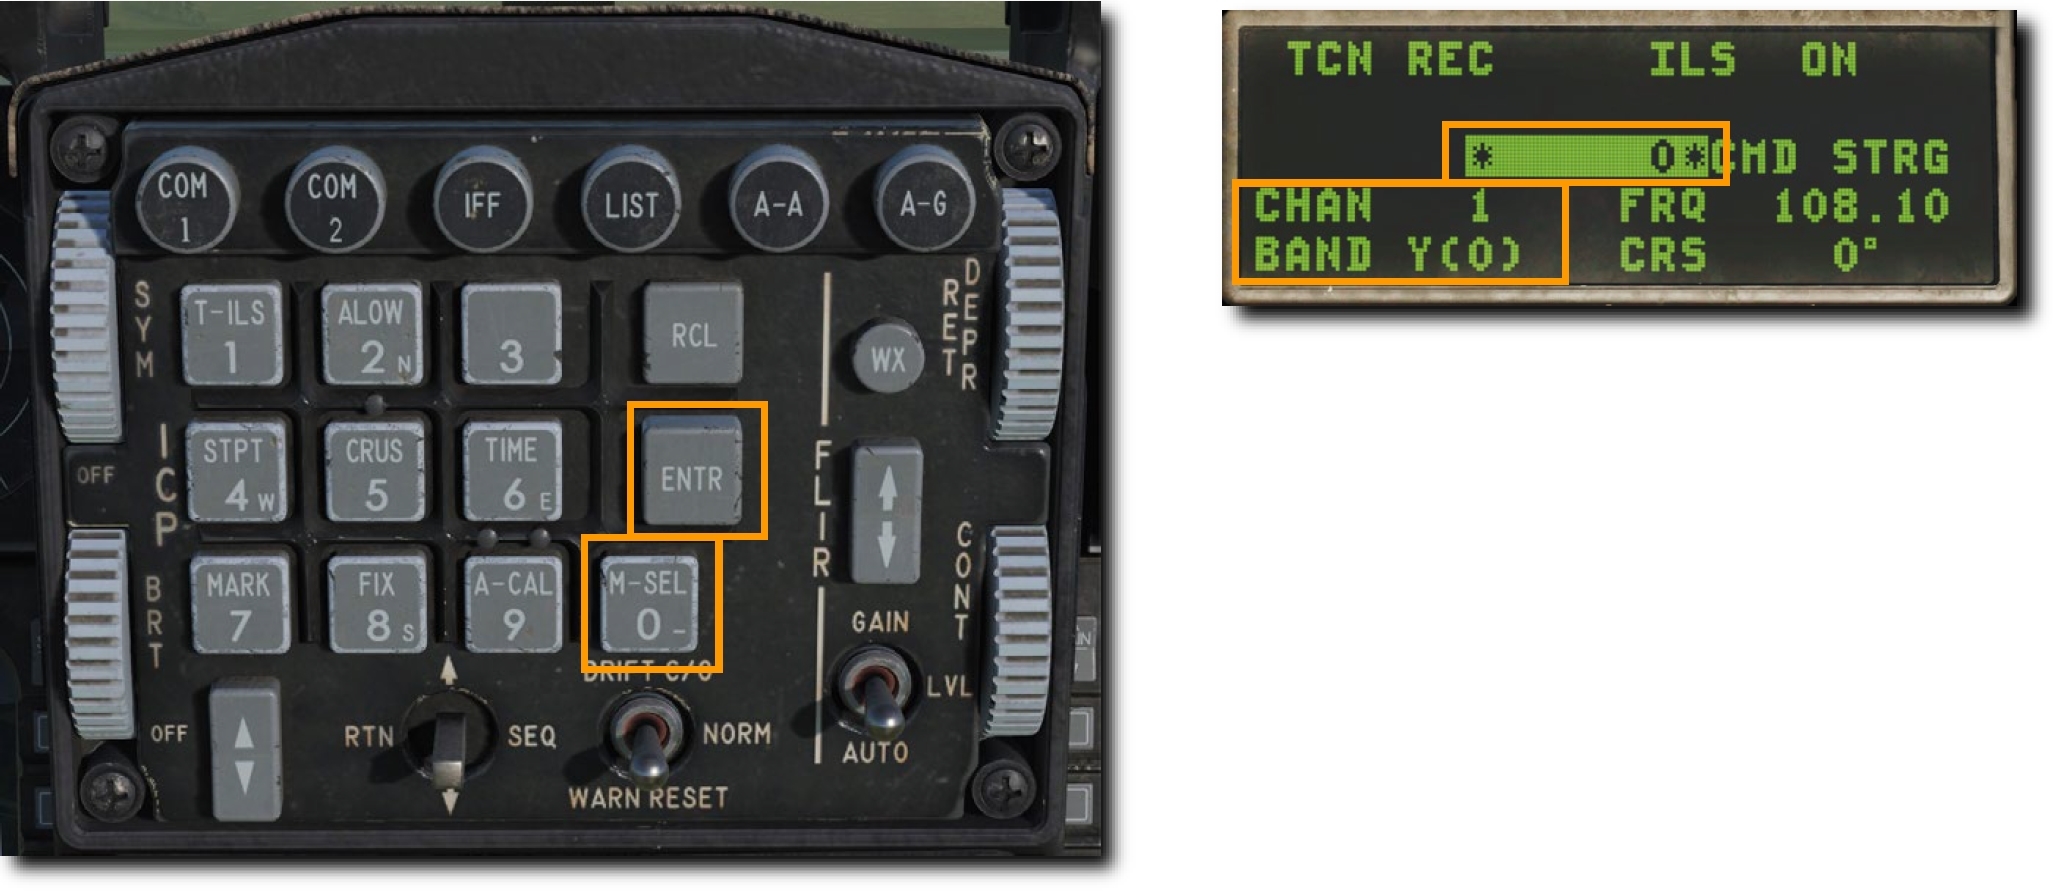 COM
1
COM
2
IFF
LIST
A-A
A-G
SYM
T-ILS
1
ALOW
2 N
3
RCL
WX
RET
DEPR
ICP
OFF
STPT
4 W
CRUS
5
TIME
6 E
ENTR
FLIR
CONT
BRT
MARK
7
FIX
8 S
A-CAL
9
M-SEL
0 -
DRIFT C/O
GAIN
LVL
AUTO
OFF
RTN
SEQ
NORM
WARN RESET
TCN REC ILS ON
* 0* CMD STRG
CHAN 1 FRQ 108.10
BAND Y(0) CRS 0°